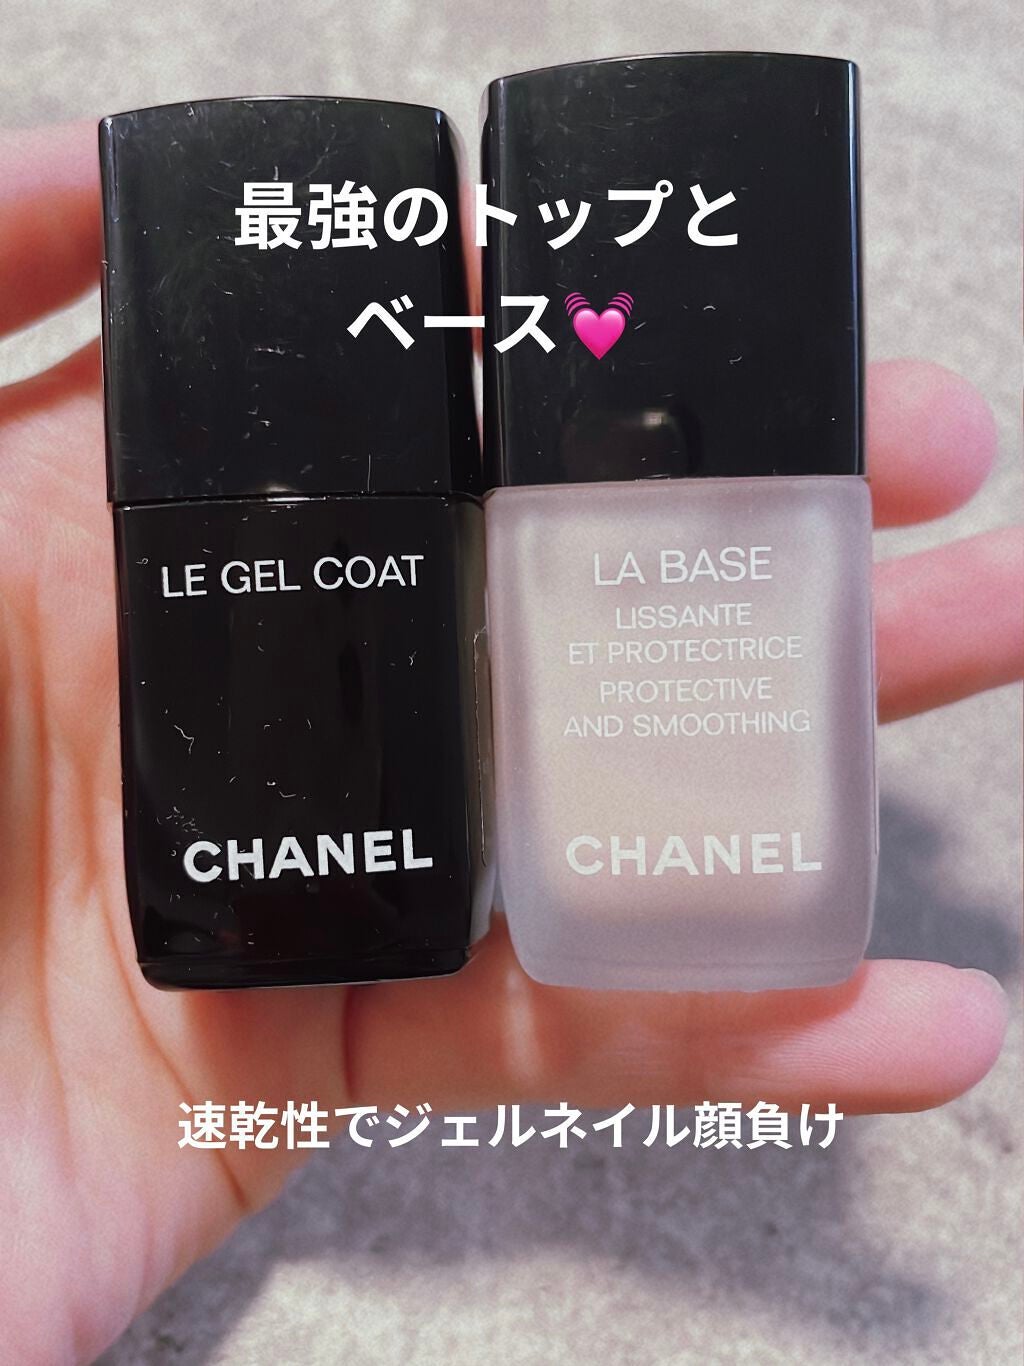 最強のトップと
ベース💓
LE GEL COAT
CHANEL
LA BASE
LISSANTE
ET PROTECTRICE
PROTECTIVE
AND SMOOTHING
CHANEL
速乾性でジェルネイル顔負け